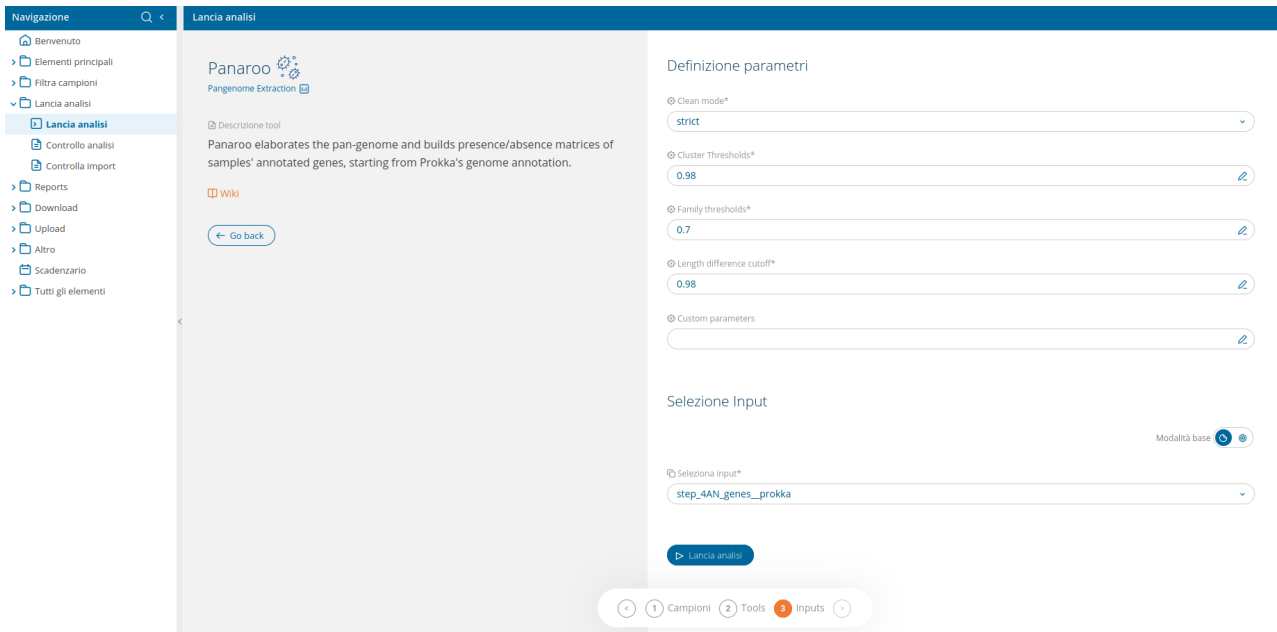 Navigazione
Benvenuto
Elementi principali
Filtra campioni
Lancia analisi
Lancia analisi
Controllo analisi
Controlla import
Reports
Download
Upload
Altro
Scadenzario
Tutti gli elementi
Lancia analisi
Panaroo
Pangenome Extraction
Descrizione tool
Panaroo elaborates the pan-genome and builds presence/absence matrices of
samples' annotated genes, starting from Prokka's genome annotation.
Wiki
Go back
Definizione parametri
Clean mode*
strict
Cluster Thresholds*
0.98
Family thresholds*
0.7
Length difference cutoff*
0.98
Custom parameters
Selezione Input
Modalità base
Seleziona input*
step_4AN_genes__prokka
Lancia analisi
1 Campioni 2 Tools 3 Inputs